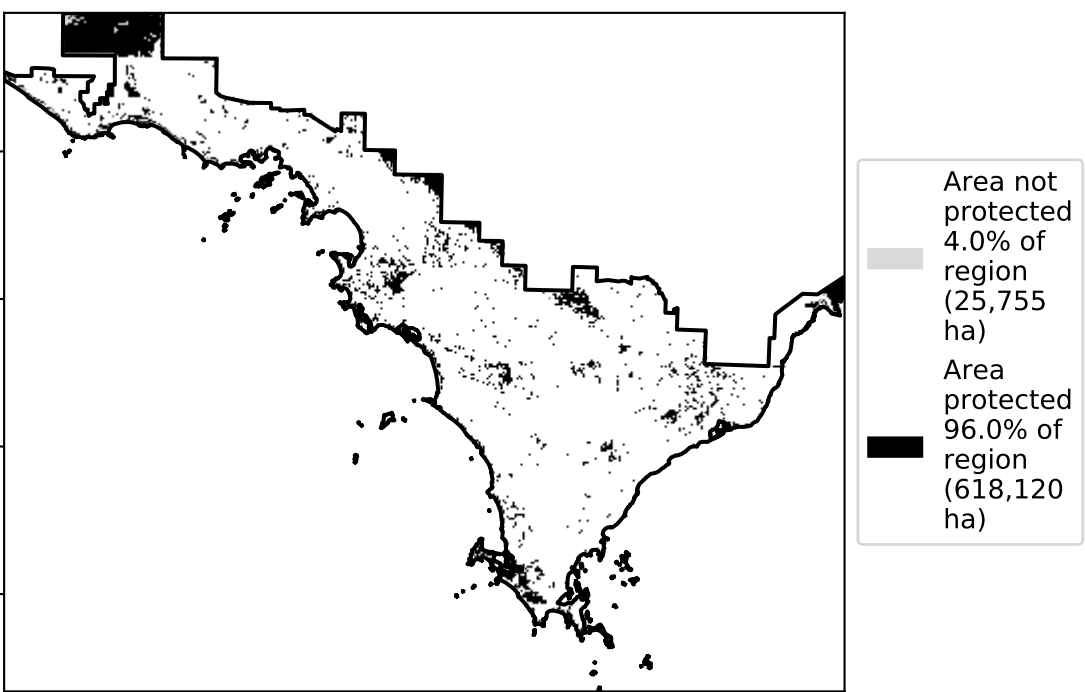 Area not
protected
4.0% of
region
(25,755
ha)
Area
protected
96.0% of
region
(618,120
ha)